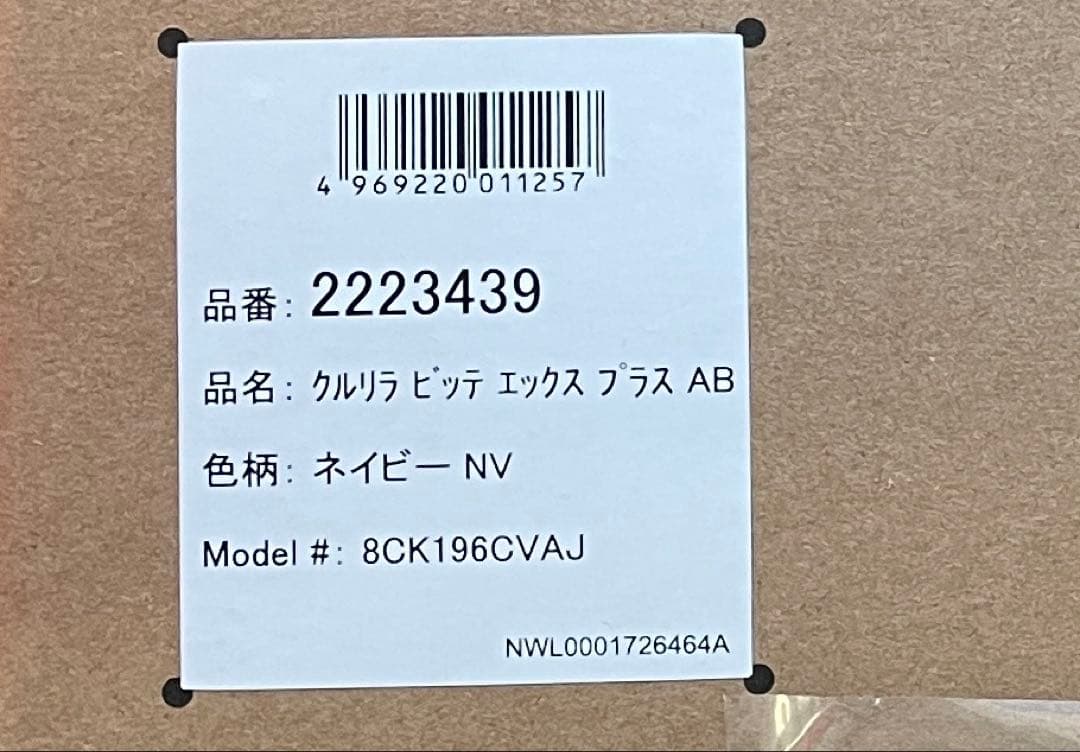 4 969220 011257
品番: 2223439
品名: クルリラ ビッテ エックス プラス AB
色柄: ネイビー NV
Model #: 8CK196CVAJ
NWL0001726464A